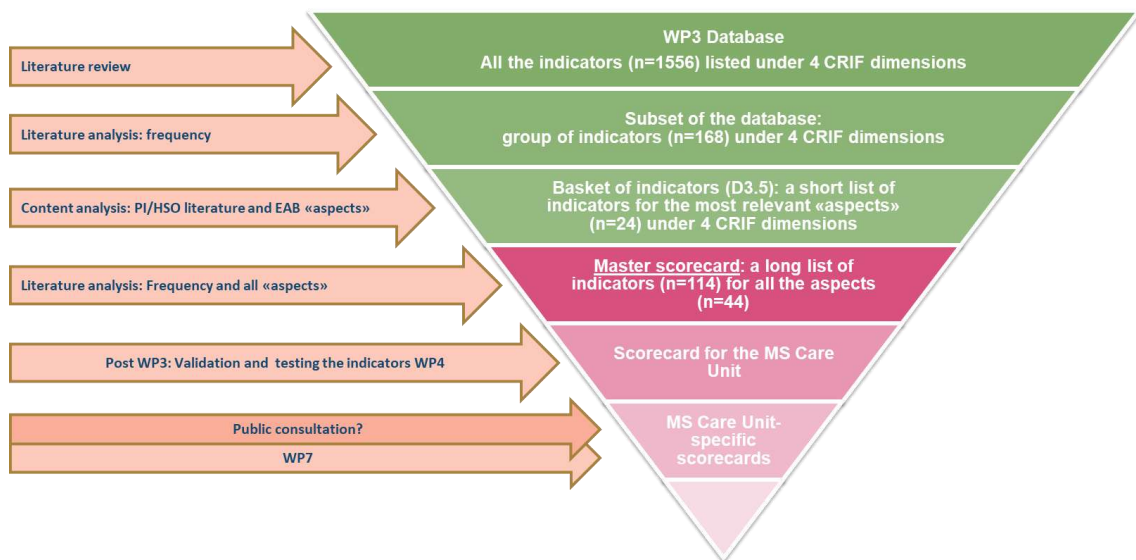 WP3 Database
All the indicators (n=1556) listed under 4 CRIF dimensions
Literature review
Subset of the database:
group of indicators (n=168) under 4 CRIF dimensions
Literature analysis: frequency
Basket of indicators (D3.5): a short list of
indicators for the most relevant «aspects»
(n=24) under 4 CRIF dimensions
Content analysis: PI/HSO literature and EAB «aspects»
Master scorecard: a long list of
indicators (n=114) for all the aspects
(n=44)
Literature analysis: Frequency and all «aspects»
Scorecard for the MS Care
Unit
Post WP3: Validation and testing the indicators WP4
MS Care Unit-
specific
scorecards
Public consultation?
WP7